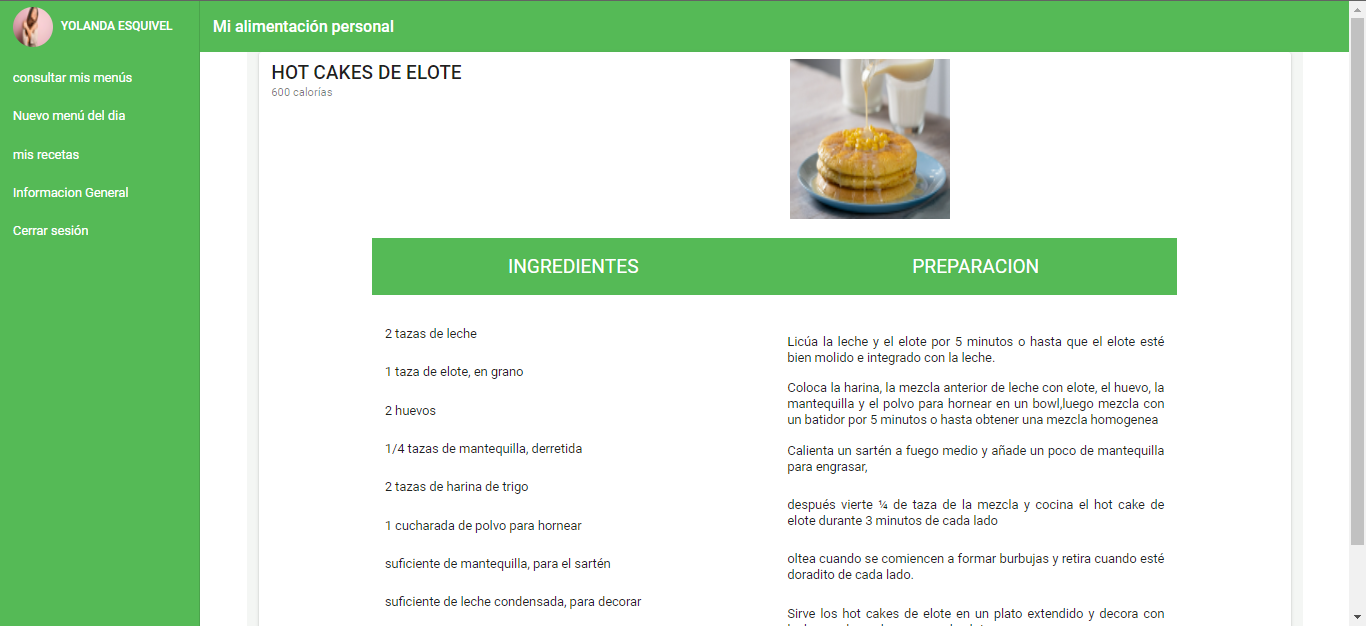 YOLANDA ESQUIVEL
Mi alimentación personal
consultar mis menús
Nuevo menú del dia
mis recetas
Informacion General
Cerrar sesión
HOT CAKES DE ELOTE
600 calorías
INGREDIENTES
PREPARACION
2 tazas de leche
1 taza de elote, en grano
2 huevos
1/4 tazas de mantequilla, derretida
2 tazas de harina de trigo
1 cucharada de polvo para hornear
suficiente de mantequilla, para el sartén
suficiente de leche condensada, para decorar
Licúa la leche y el elote por 5 minutos o hasta que el elote esté
bien molido e integrado con la leche.
Coloca la harina, la mezcla anterior de leche con elote, el huevo, la
mantequilla y el polvo para hornear en un bowl,luego mezcla con
un batidor por 5 minutos o hasta obtener una mezcla homogenea
Calienta un sartén a fuego medio y añade un poco de mantequilla
para engrasar,
después vierte ¼ de taza de la mezcla y cocina el hot cake de
elote durante 3 minutos de cada lado
oltea cuando se comiencen a formar burbujas y retira cuando esté
doradito de cada lado.
Sirve los hot cakes de elote en un plato extendido y decora con